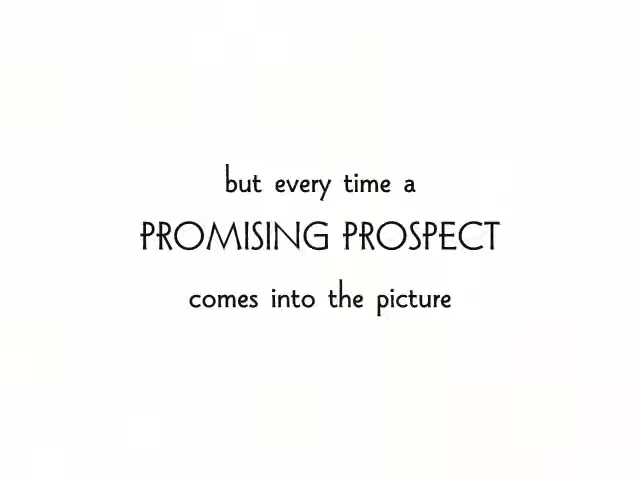 but every time a
PROMISING PROSPECT
comes into the picture